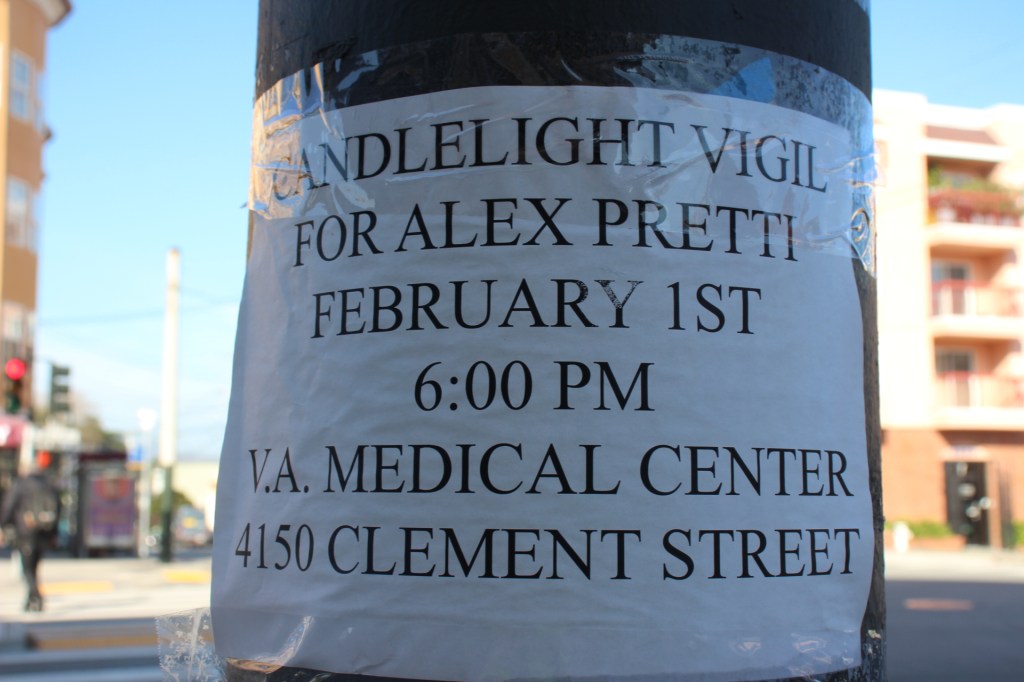 CANDLELIGHT VIGIL
FOR ALEX PRETTI
FEBRUARY 1ST
6:00 PM
V.A. MEDICAL CENTER
4150 CLEMENT STREET